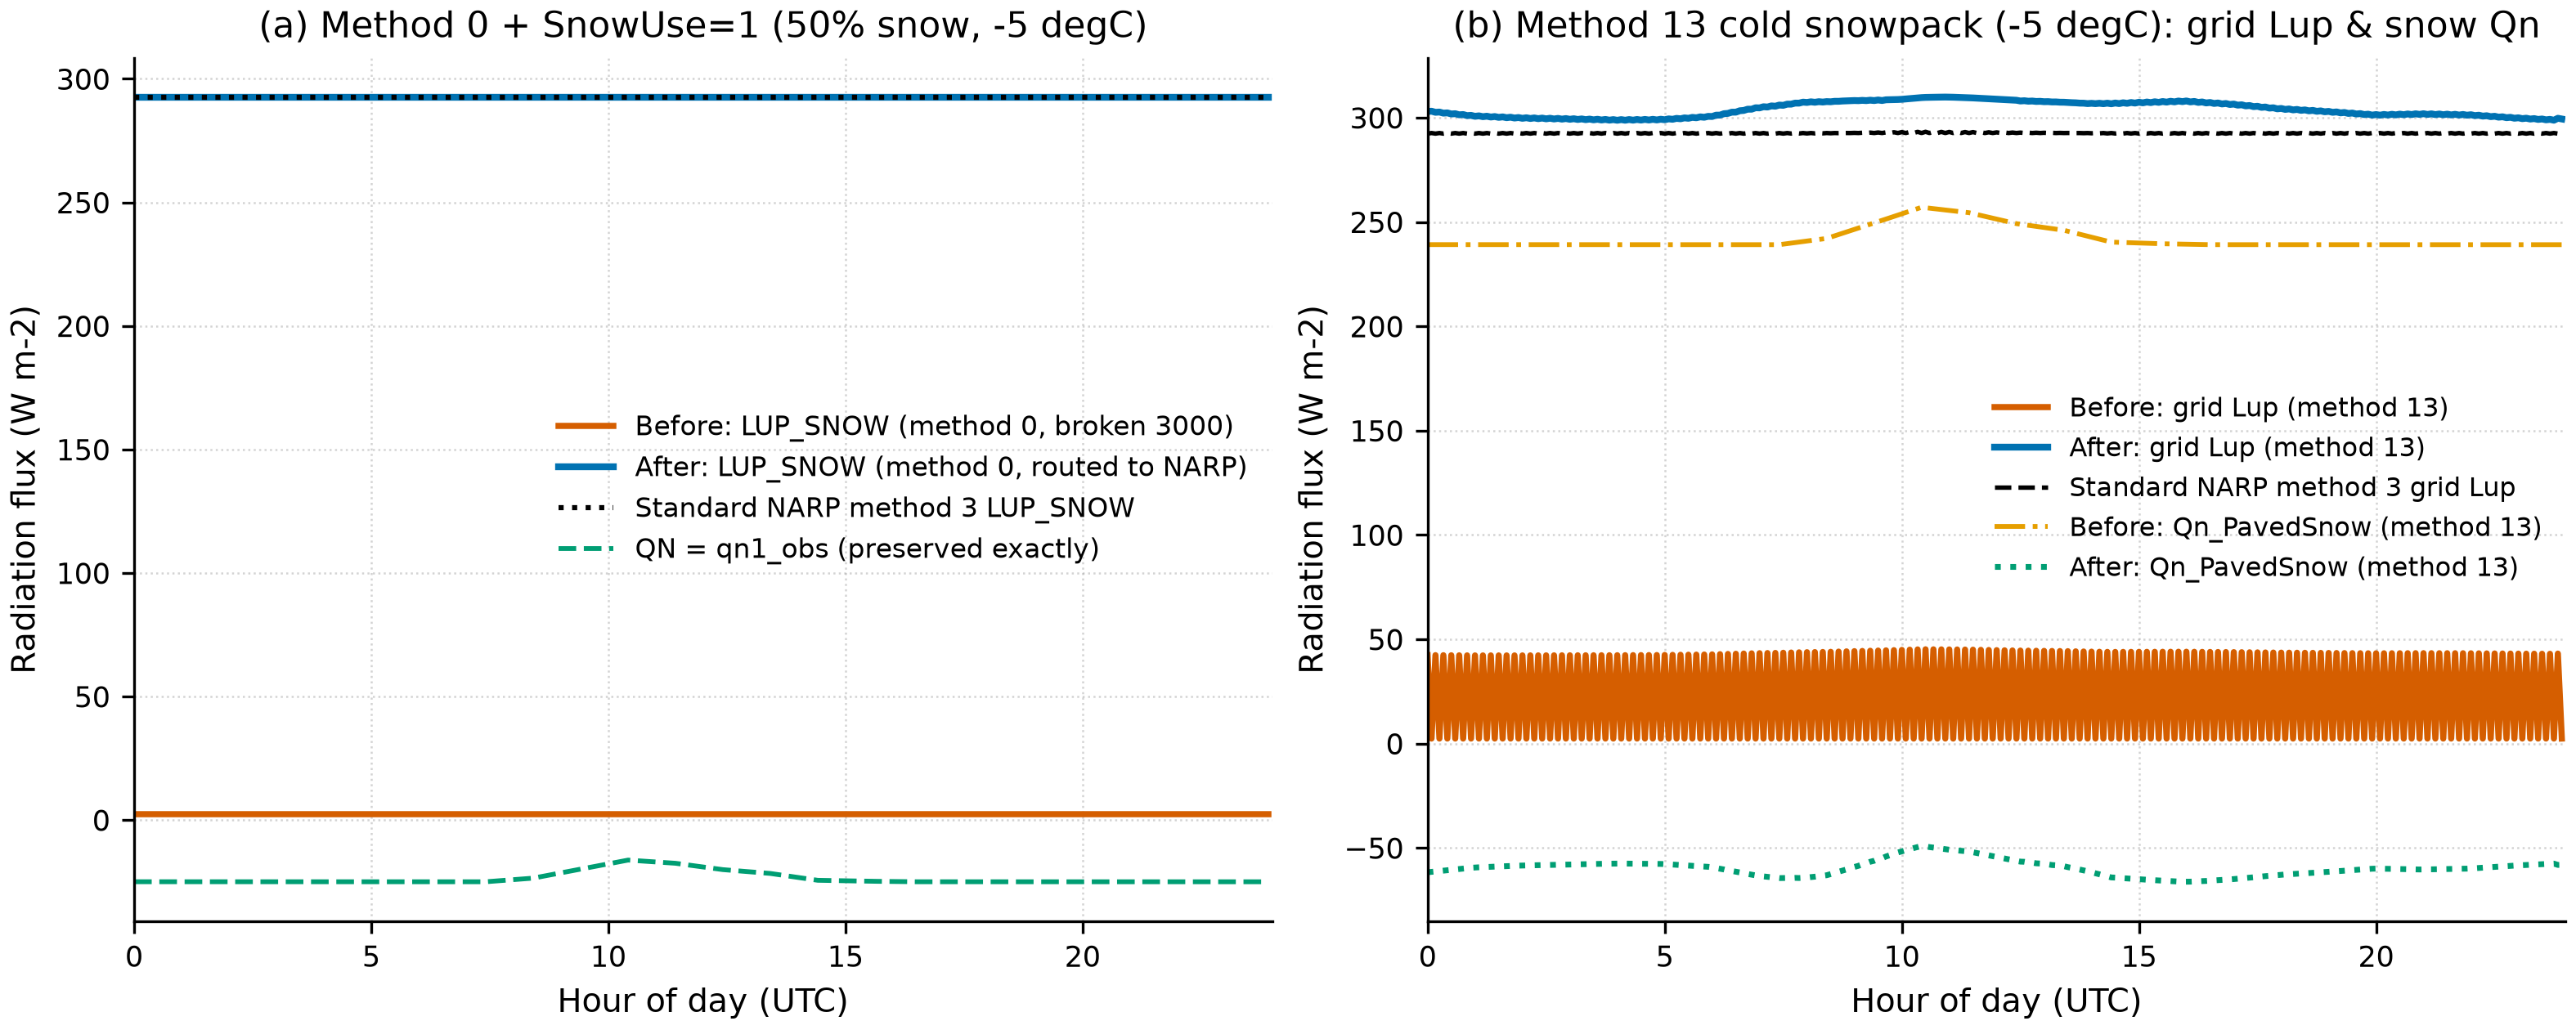 (a) Method 0 + SnowUse=1 (50% snow, -5 degC)
Radiation flux (W m-2)
300
250
200
150
100
50
0
Before: LUP_SNOW (method 0, broken 3000)
After: LUP_SNOW (method 0, routed to NARP)
Standard NARP method 3 LUP_SNOW
QN = qn1_obs (preserved exactly)
0 5 10 15 20
Hour of day (UTC)
(b) Method 13 cold snowpack (-5 degC): grid Lup & snow Qn
Radiation flux (W m-2)
300
250
200
150
100
50
0
−50
Before: grid Lup (method 13)
After: grid Lup (method 13)
Standard NARP method 3 grid Lup
Before: Qn_PavedSnow (method 13)
After: Qn_PavedSnow (method 13)
0 5 10 15 20
Hour of day (UTC)